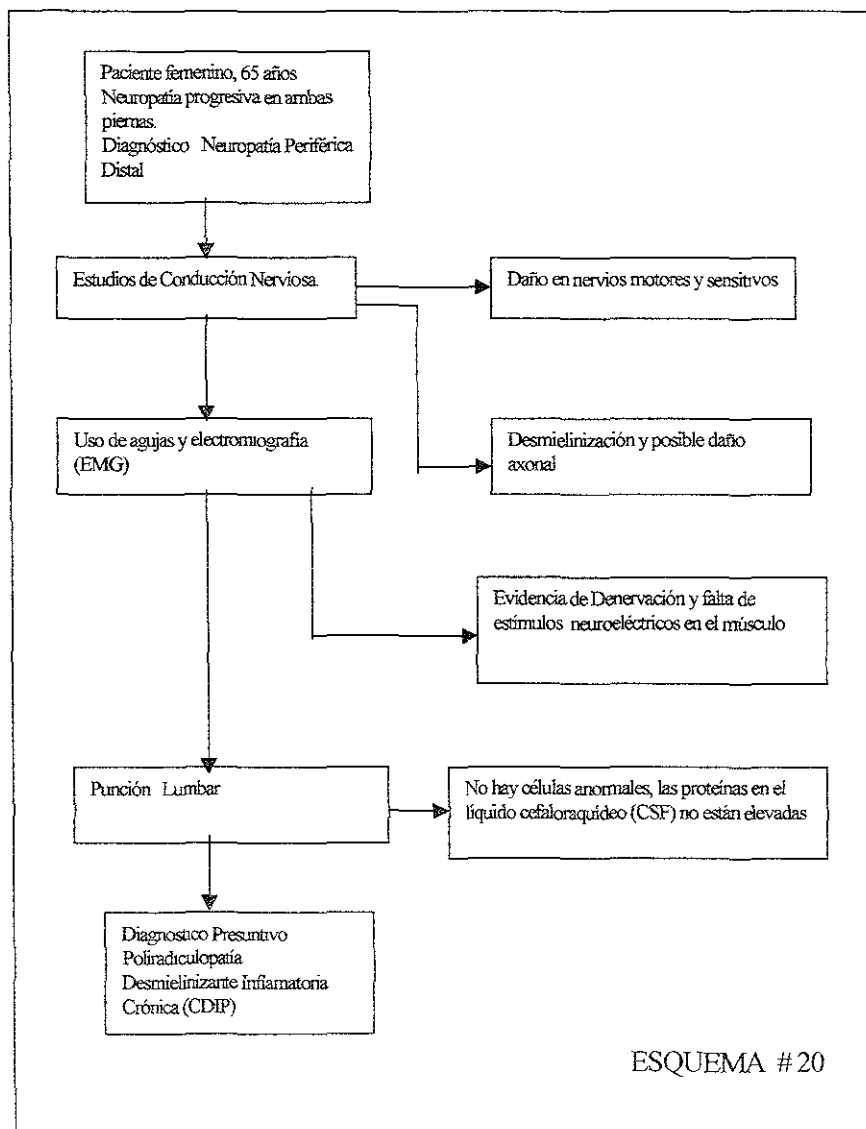 Paciente femenino, 65 años
Neuropatía progresiva en ambas
piernas.
Diagnóstico Neuropatía Periférica
Distal
Estudios de Conducción Nerviosa.
Daño en nervios motores y sensitivos
Uso de agujas y electromiografía
(EMG)
Desmielinización y posible daño
axonal
Evidencia de Denervación y falta de
estímulos neuroeléctricos en el músculo
Punción Lumbar
No hay células anormales, las proteínas en el
líquido cefaloraquídeo (CSF) no están elevadas
Diagnostico Presuntivo
Poliradiculopatía
Desmielinizante Inflamatoria
Crónica (CDIP)
ESQUEMA #20